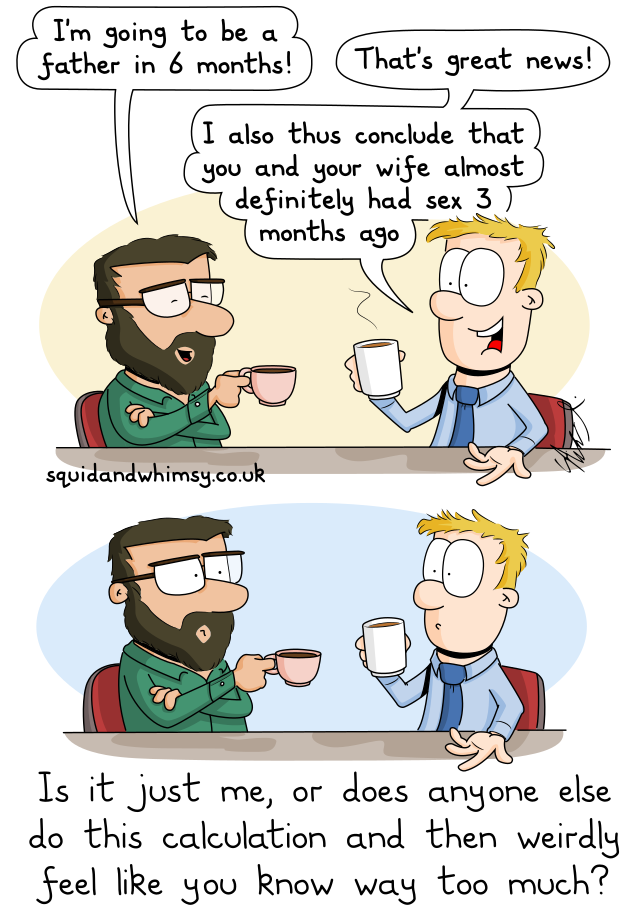 I'm going to be a
father in 6 months!
That's great news!
I also thus conclude that
you and your wife almost
definitely had sex 3
months ago
squidandwhimsy.co.uk
Is it just me, or does anyone else
do this calculation and then weirdly
feel like you know way too much?